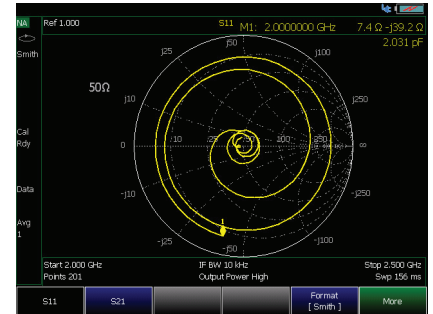 NA
Ref 1.000
S11 M1: 2.0000000 GHz 7.4 Ω -j39.2 Ω
2.031 pF
Smith
j50
j25
j100
50Ω
j10
j250
Cal
Rdy
0
10
25
50
100
∞
Data
-j10
-j250
Avg
1
1
-j25
-j50
-j100
Start 2.000 GHz
IF BW 10 kHz
Stop 2.500 GHz
Points 201
Output Power High
Swp 156 ms
S11
S21
Format
[ Smith ]
More